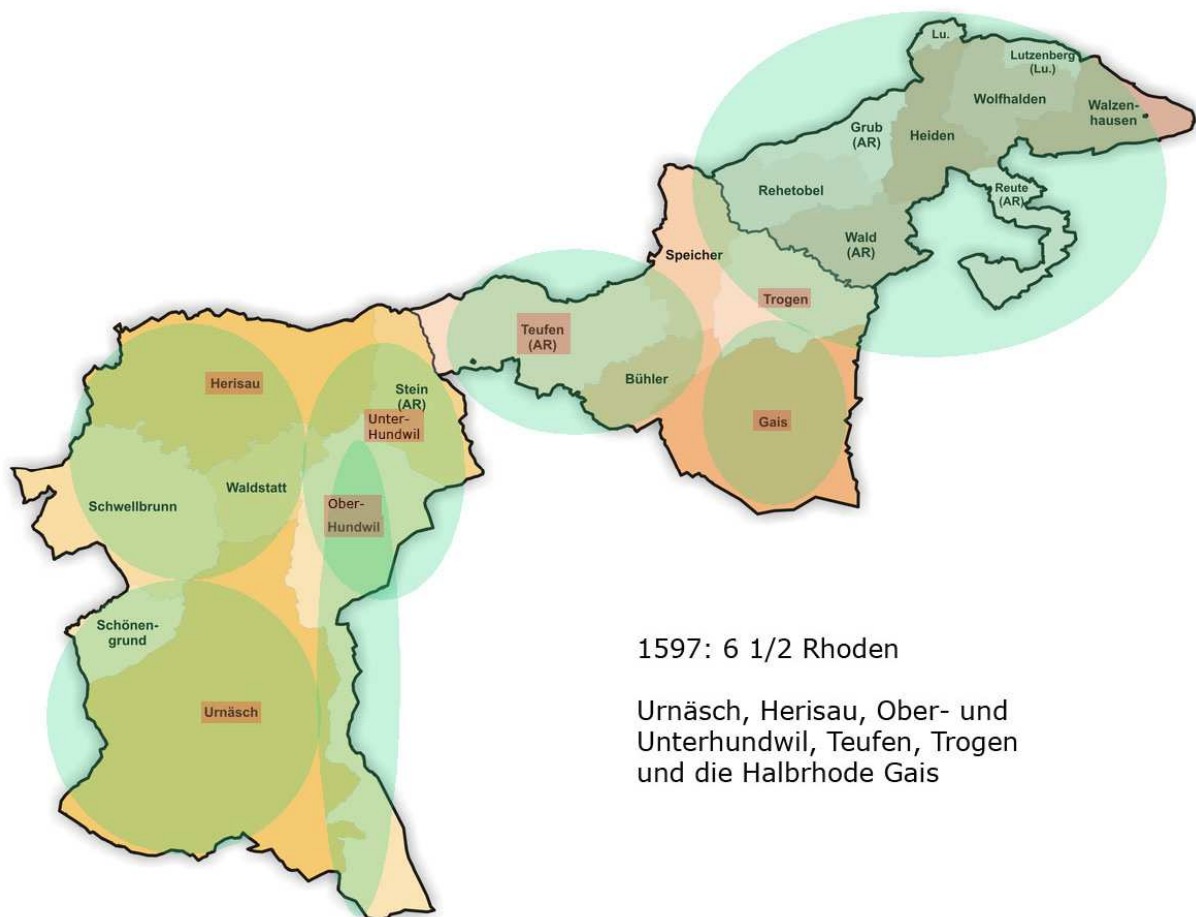 Lu.
Lutzenberg
(Lu.)
Wolfhalden
Walzen-
hausen
Grub
(AR)
Heiden
Rehetobel
Reute
(AR)
Wald
(AR)
Speicher
Trogen
Teufen
(AR)
Bühler
Gais
Herisau
Stein
(AR)
Unter-
Hundwil
Schwellbrunn
Waldstatt
Ober-
Hundwil
Schönen-
grund
Urnäsch
1597: 6 1/2 Rhoden
Urnäsch, Herisau, Ober- und
Unterhundwil, Teufen, Trogen
und die Halbrhode Gais